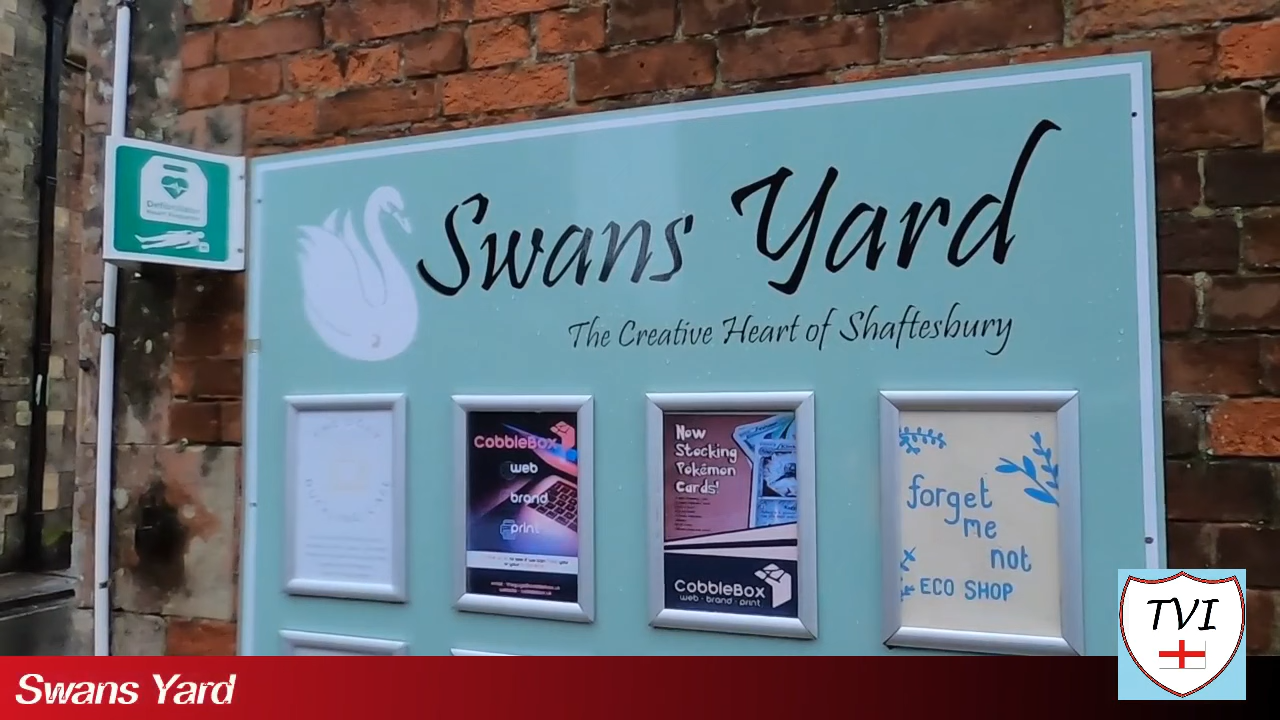 Defibrillator
Swans Yard
The Creative Heart of Shaftesbury
CobbleBox
web
brand
print
Now
Stocking
Pokémon
Cards!
CobbleBox
web · brand · print
forget
me
not
ECO SHOP
Swans Yard
TVI